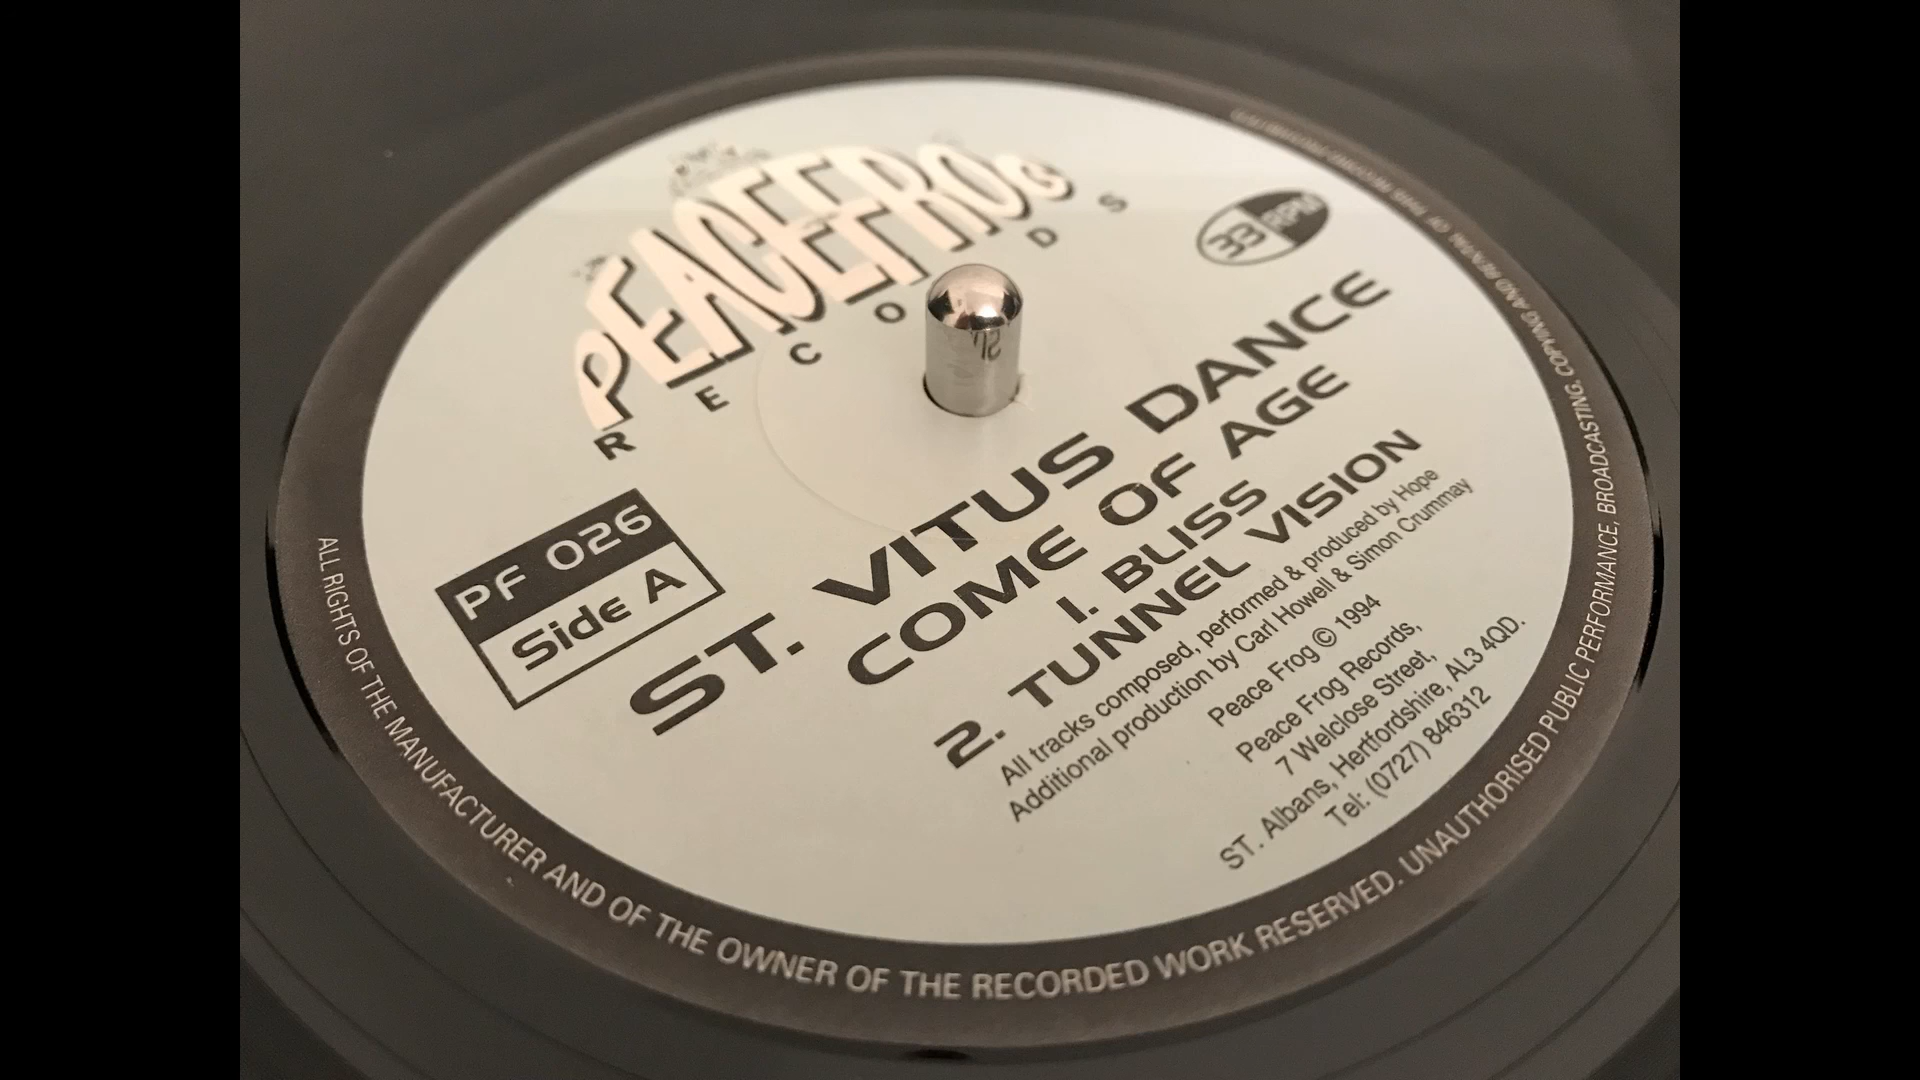 PEACEFROG
RECORDS
33 RPM
PF 026
Side A
ST. VITUS DANCE
COME OF AGE
1. BLISS
2. TUNNEL VISION
All tracks composed, performed & produced by Hope
Additional production by Carl Howell & Simon Crummay
Peace Frog © 1994
Peace Frog Records,
7 Welclose Street,
ST. Albans, Hertfordshire, AL3 4QD.
Tel: (0727) 846312
ALL RIGHTS OF THE MANUFACTURER AND OF THE OWNER OF THE RECORDED WORK RESERVED. UNAUTHORISED PUBLIC PERFORMANCE, BROADCASTING, COPYING AND RENTAL OF THIS RECORD PROHIBITED